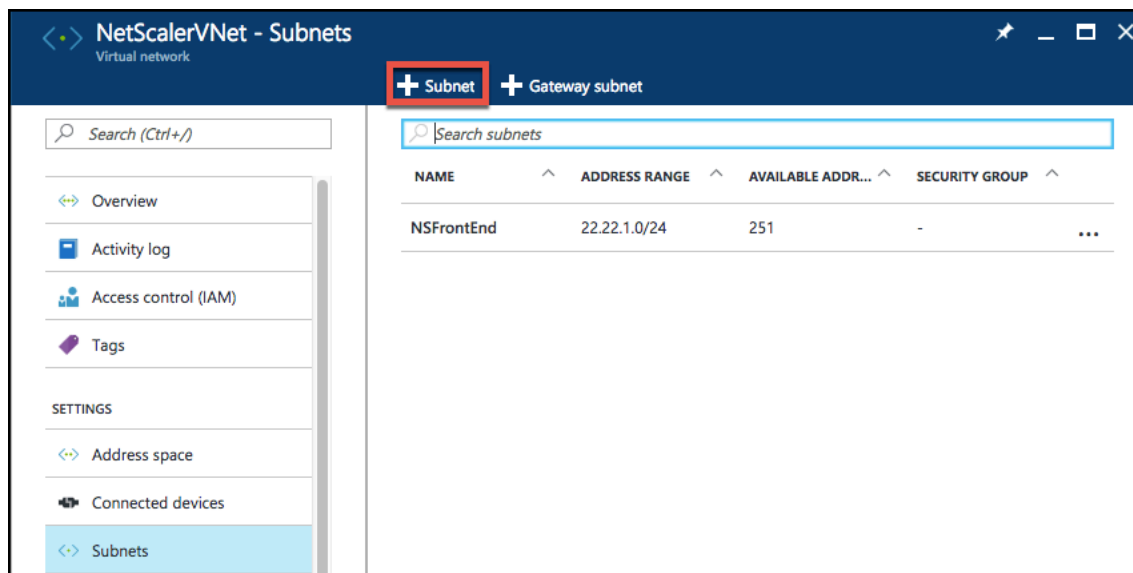 NetScalerVNet - Subnets
Virtual network
Subnet
Gateway subnet
Search (Ctrl+/)
Search subnets
NAME
ADDRESS RANGE
AVAILABLE ADDR...
SECURITY GROUP
NSFrontEnd
22.22.1.0/24
251
-
...
Overview
Activity log
Access control (IAM)
Tags
SETTINGS
Address space
Connected devices
Subnets